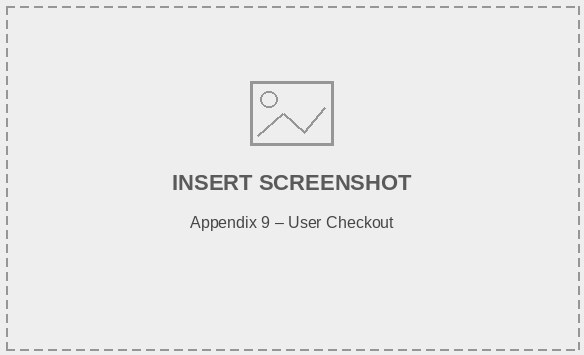 INSERT SCREENSHOT
Appendix 9 – User Checkout